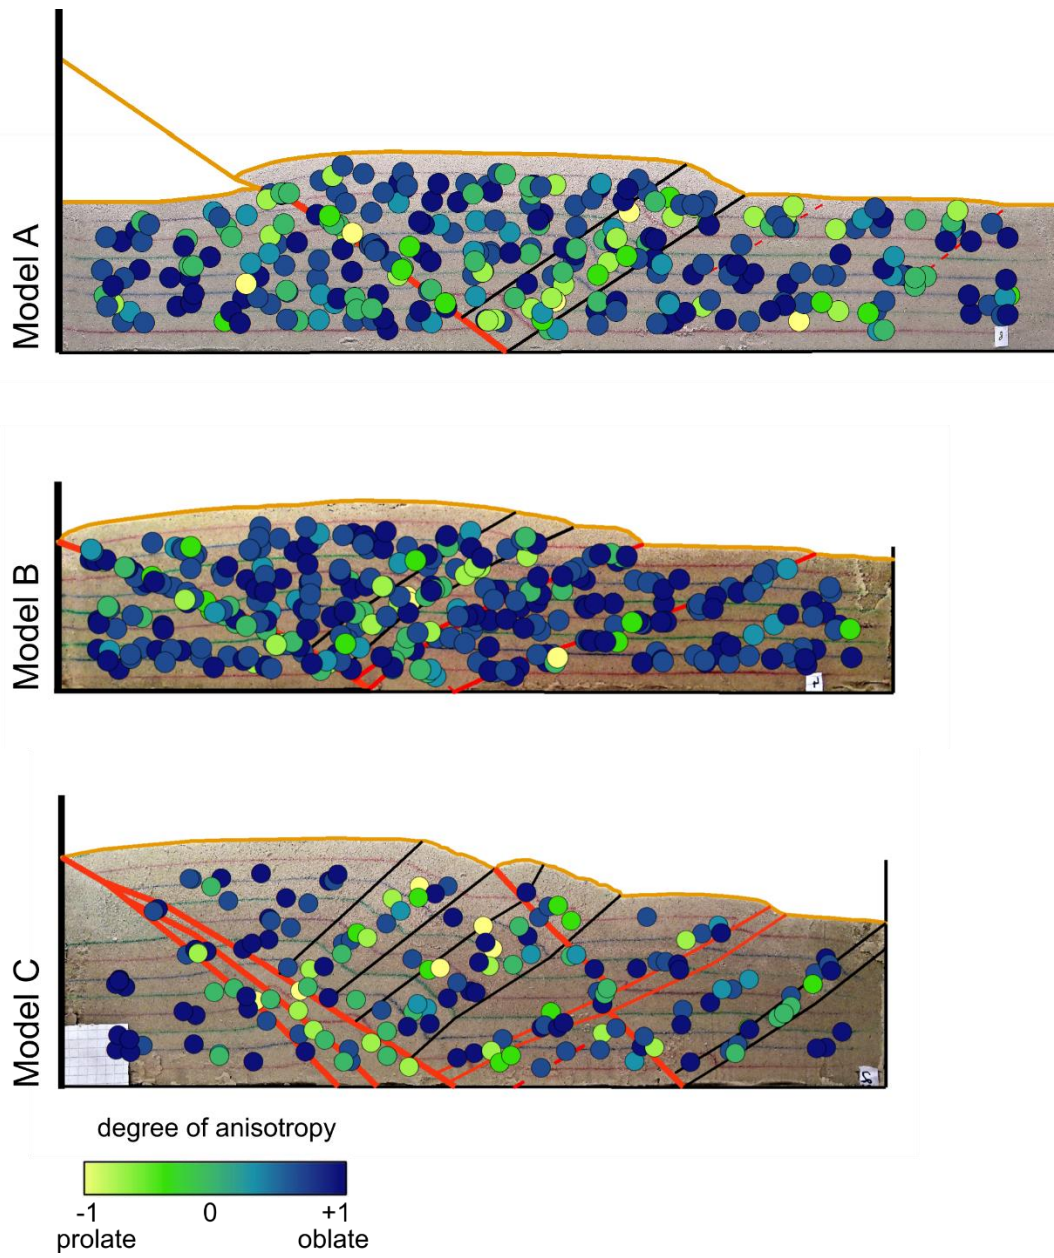 Model A
Model B
Model C
degree of anisotropy
-1 0 +1
prolate oblate